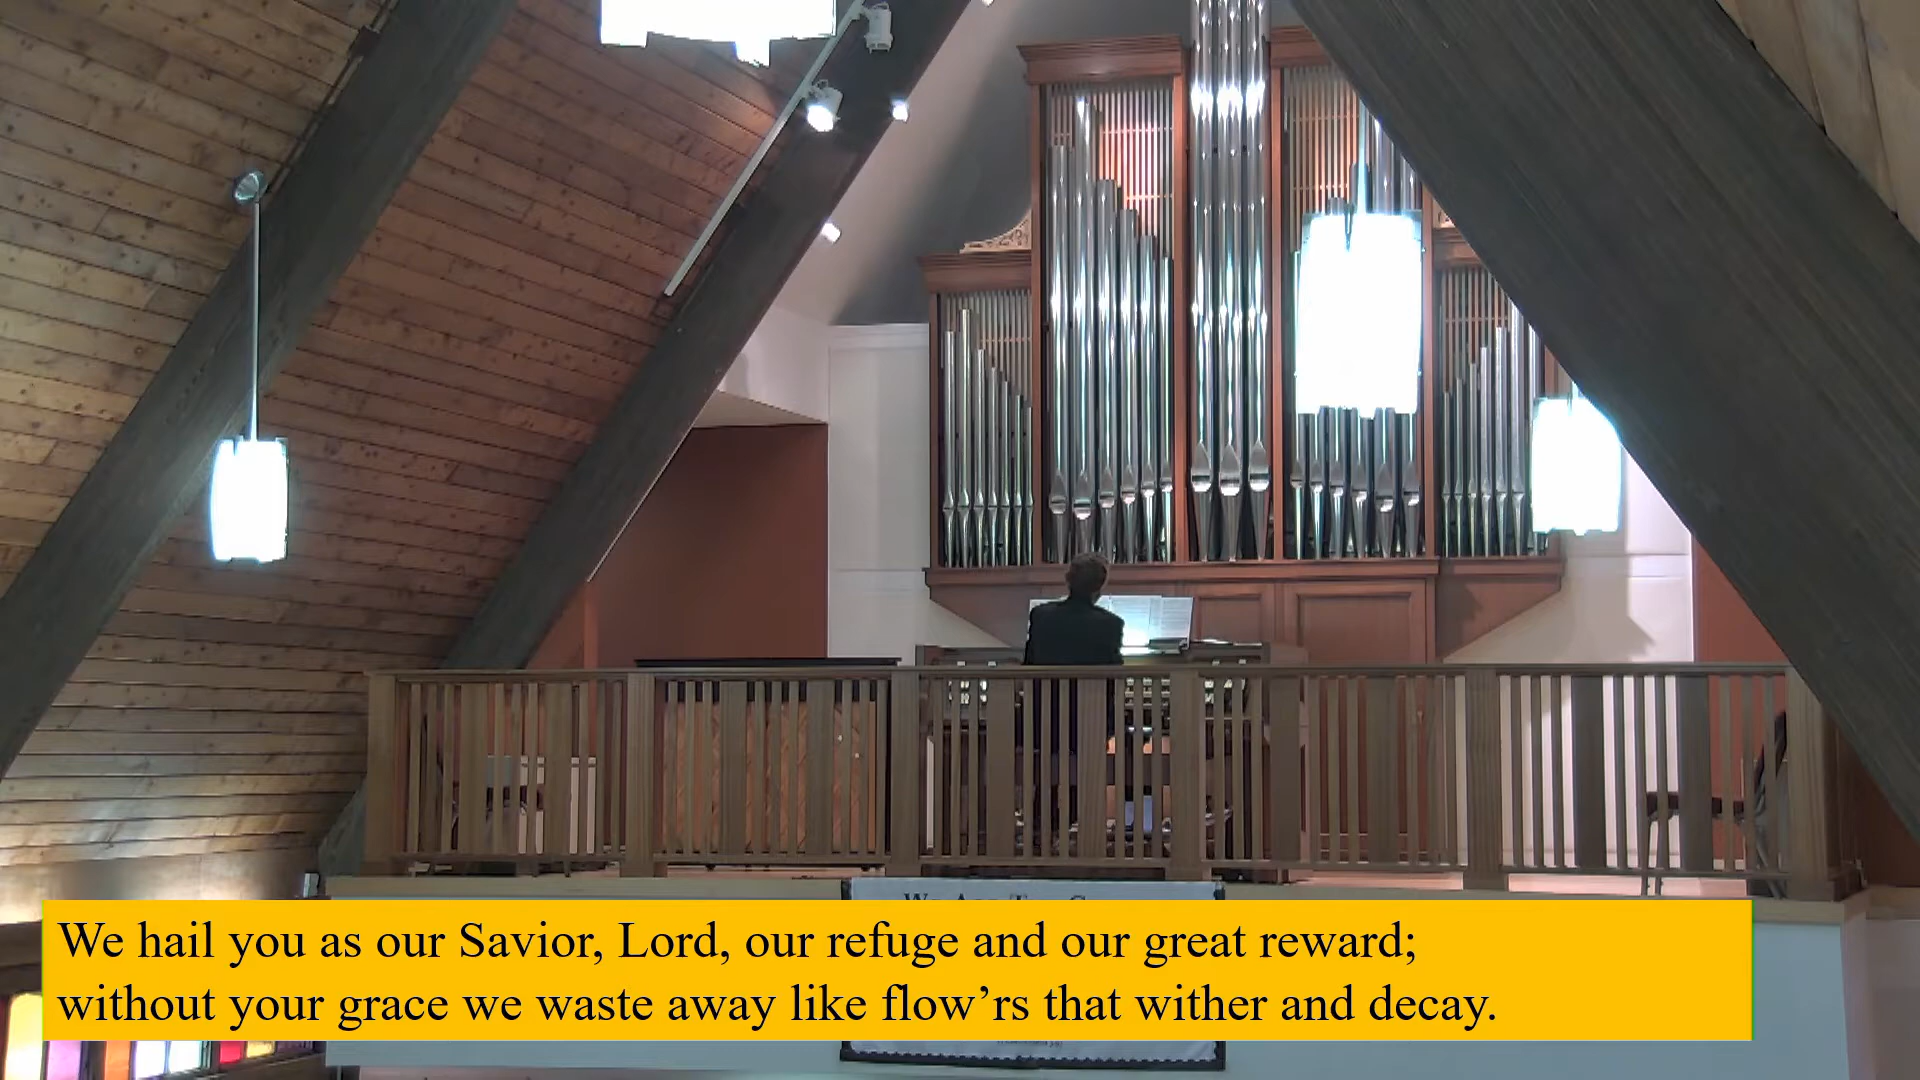 We hail you as our Savior, Lord, our refuge and our great reward;
without your grace we waste away like flow’rs that wither and decay.